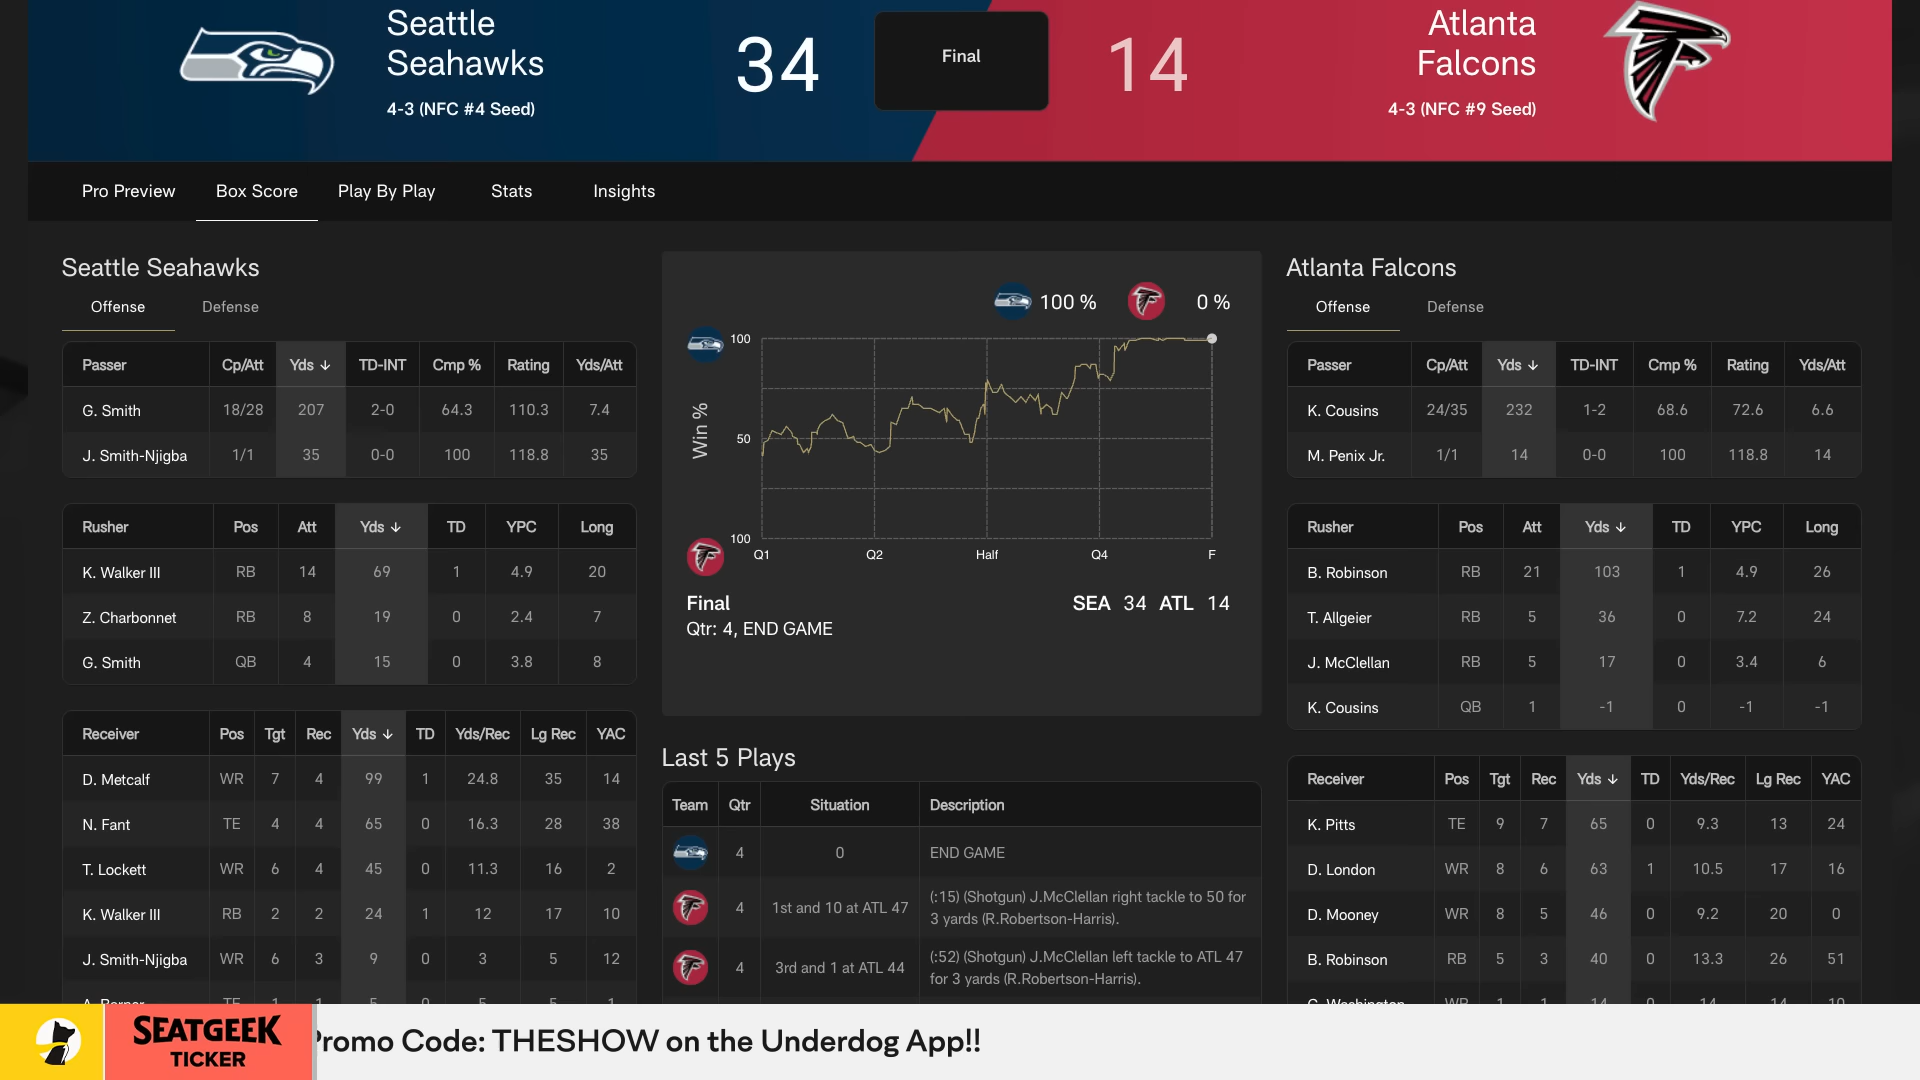 Seattle
Seahawks
4-3 (NFC #4 Seed)
34
Final
14
Atlanta
Falcons
4-3 (NFC #9 Seed)
Pro Preview Box Score Play By Play Stats Insights
Seattle Seahawks
Offense Defense
Passer Cp/Att Yds ↓ TD-INT Cmp % Rating Yds/Att
G. Smith 18/28 207 2-0 64.3 110.3 7.4
J. Smith-Njigba 1/1 35 0-0 100 118.8 35
Rusher Pos Att Yds ↓ TD YPC Long
K. Walker III RB 14 69 1 4.9 20
Z. Charbonnet RB 8 19 0 2.4 7
G. Smith QB 4 15 0 3.8 8
Receiver Pos Tgt Rec Yds ↓ TD Yds/Rec Lg Rec YAC
D. Metcalf WR 7 4 99 1 24.8 35 14
N. Fant TE 4 4 65 0 16.3 28 38
T. Lockett WR 6 4 45 0 11.3 16 2
K. Walker III RB 2 2 24 1 12 17 10
J. Smith-Njigba WR 6 3 9 0 3 5 12
100 % 0 %
100
Win %
50
100
Q1 Q2 Half Q4 F
Final SEA 34 ATL 14
Qtr: 4, END GAME
Last 5 Plays
Team Qtr Situation Description
4 0 END GAME
4 1st and 10 at ATL 47 (:15) (Shotgun) J.McClellan right tackle to 50 for
3 yards (R.Robertson-Harris).
4 3rd and 1 at ATL 44 (:52) (Shotgun) J.McClellan left tackle to ATL 47
for 3 yards (R.Robertson-Harris).
Atlanta Falcons
Offense Defense
Passer Cp/Att Yds ↓ TD-INT Cmp % Rating Yds/Att
K. Cousins 24/35 232 1-2 68.6 72.6 6.6
M. Penix Jr. 1/1 14 0-0 100 118.8 14
Rusher Pos Att Yds ↓ TD YPC Long
B. Robinson RB 21 103 1 4.9 26
T. Allgeier RB 5 36 0 7.2 24
J. McClellan RB 5 17 0 3.4 6
K. Cousins QB 1 -1 0 -1 -1
Receiver Pos Tgt Rec Yds ↓ TD Yds/Rec Lg Rec YAC
K. Pitts TE 9 7 65 0 9.3 13 24
D. London WR 8 6 63 1 10.5 17 16
D. Mooney WR 8 5 46 0 9.2 20 0
B. Robinson RB 5 3 40 0 13.3 26 51
SEATGEEK
TICKER
Promo Code: THESHOW on the Underdog App!!